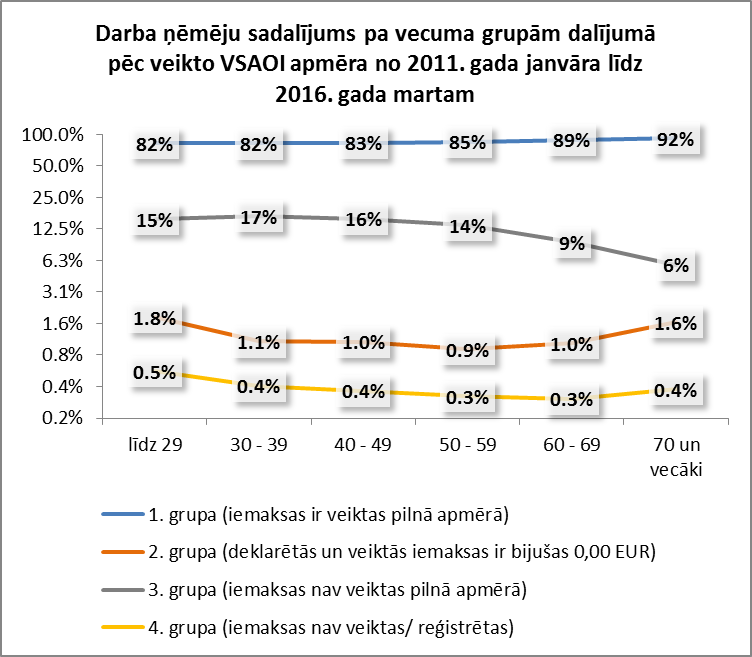 Darba ņēmēju sadalījums pa vecuma grupām dalījumā
pēc veikto VSAOI apmēra no 2011. gada janvāra līdz
2016. gada martam
100.0%
50.0%
25.0%
12.5%
6.3%
3.1%
1.6%
0.8%
0.4%
0.2%
82% 82% 83% 85% 89% 92%
15% 17% 16% 14% 9% 6%
1.8% 1.1% 1.0% 0.9% 1.0% 1.6%
0.5% 0.4% 0.4% 0.3% 0.3% 0.4%
līdz 29 30 - 39 40 - 49 50 - 59 60 - 69 70 un
vecāki
1. grupa (iemaksas ir veiktas pilnā apmērā)
2. grupa (deklarētās un veiktās iemaksas ir bijušas 0,00 EUR)
3. grupa (iemaksas nav veiktas pilnā apmērā)
4. grupa (iemaksas nav veiktas/ reģistrētas)